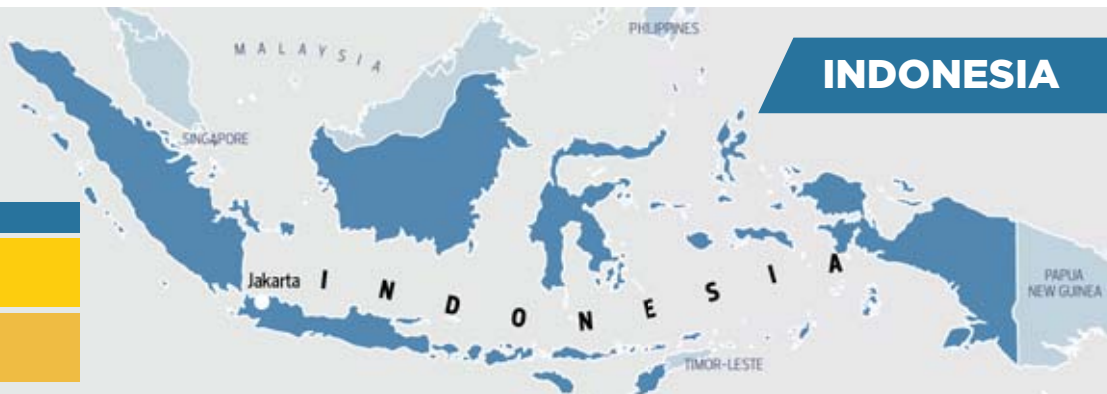 PHILIPPINES
MALAYSIA
INDONESIA
SINGAPORE
Jakarta
INDONESIA
PAPUA
NEW GUINEA
TIMOR-LESTE